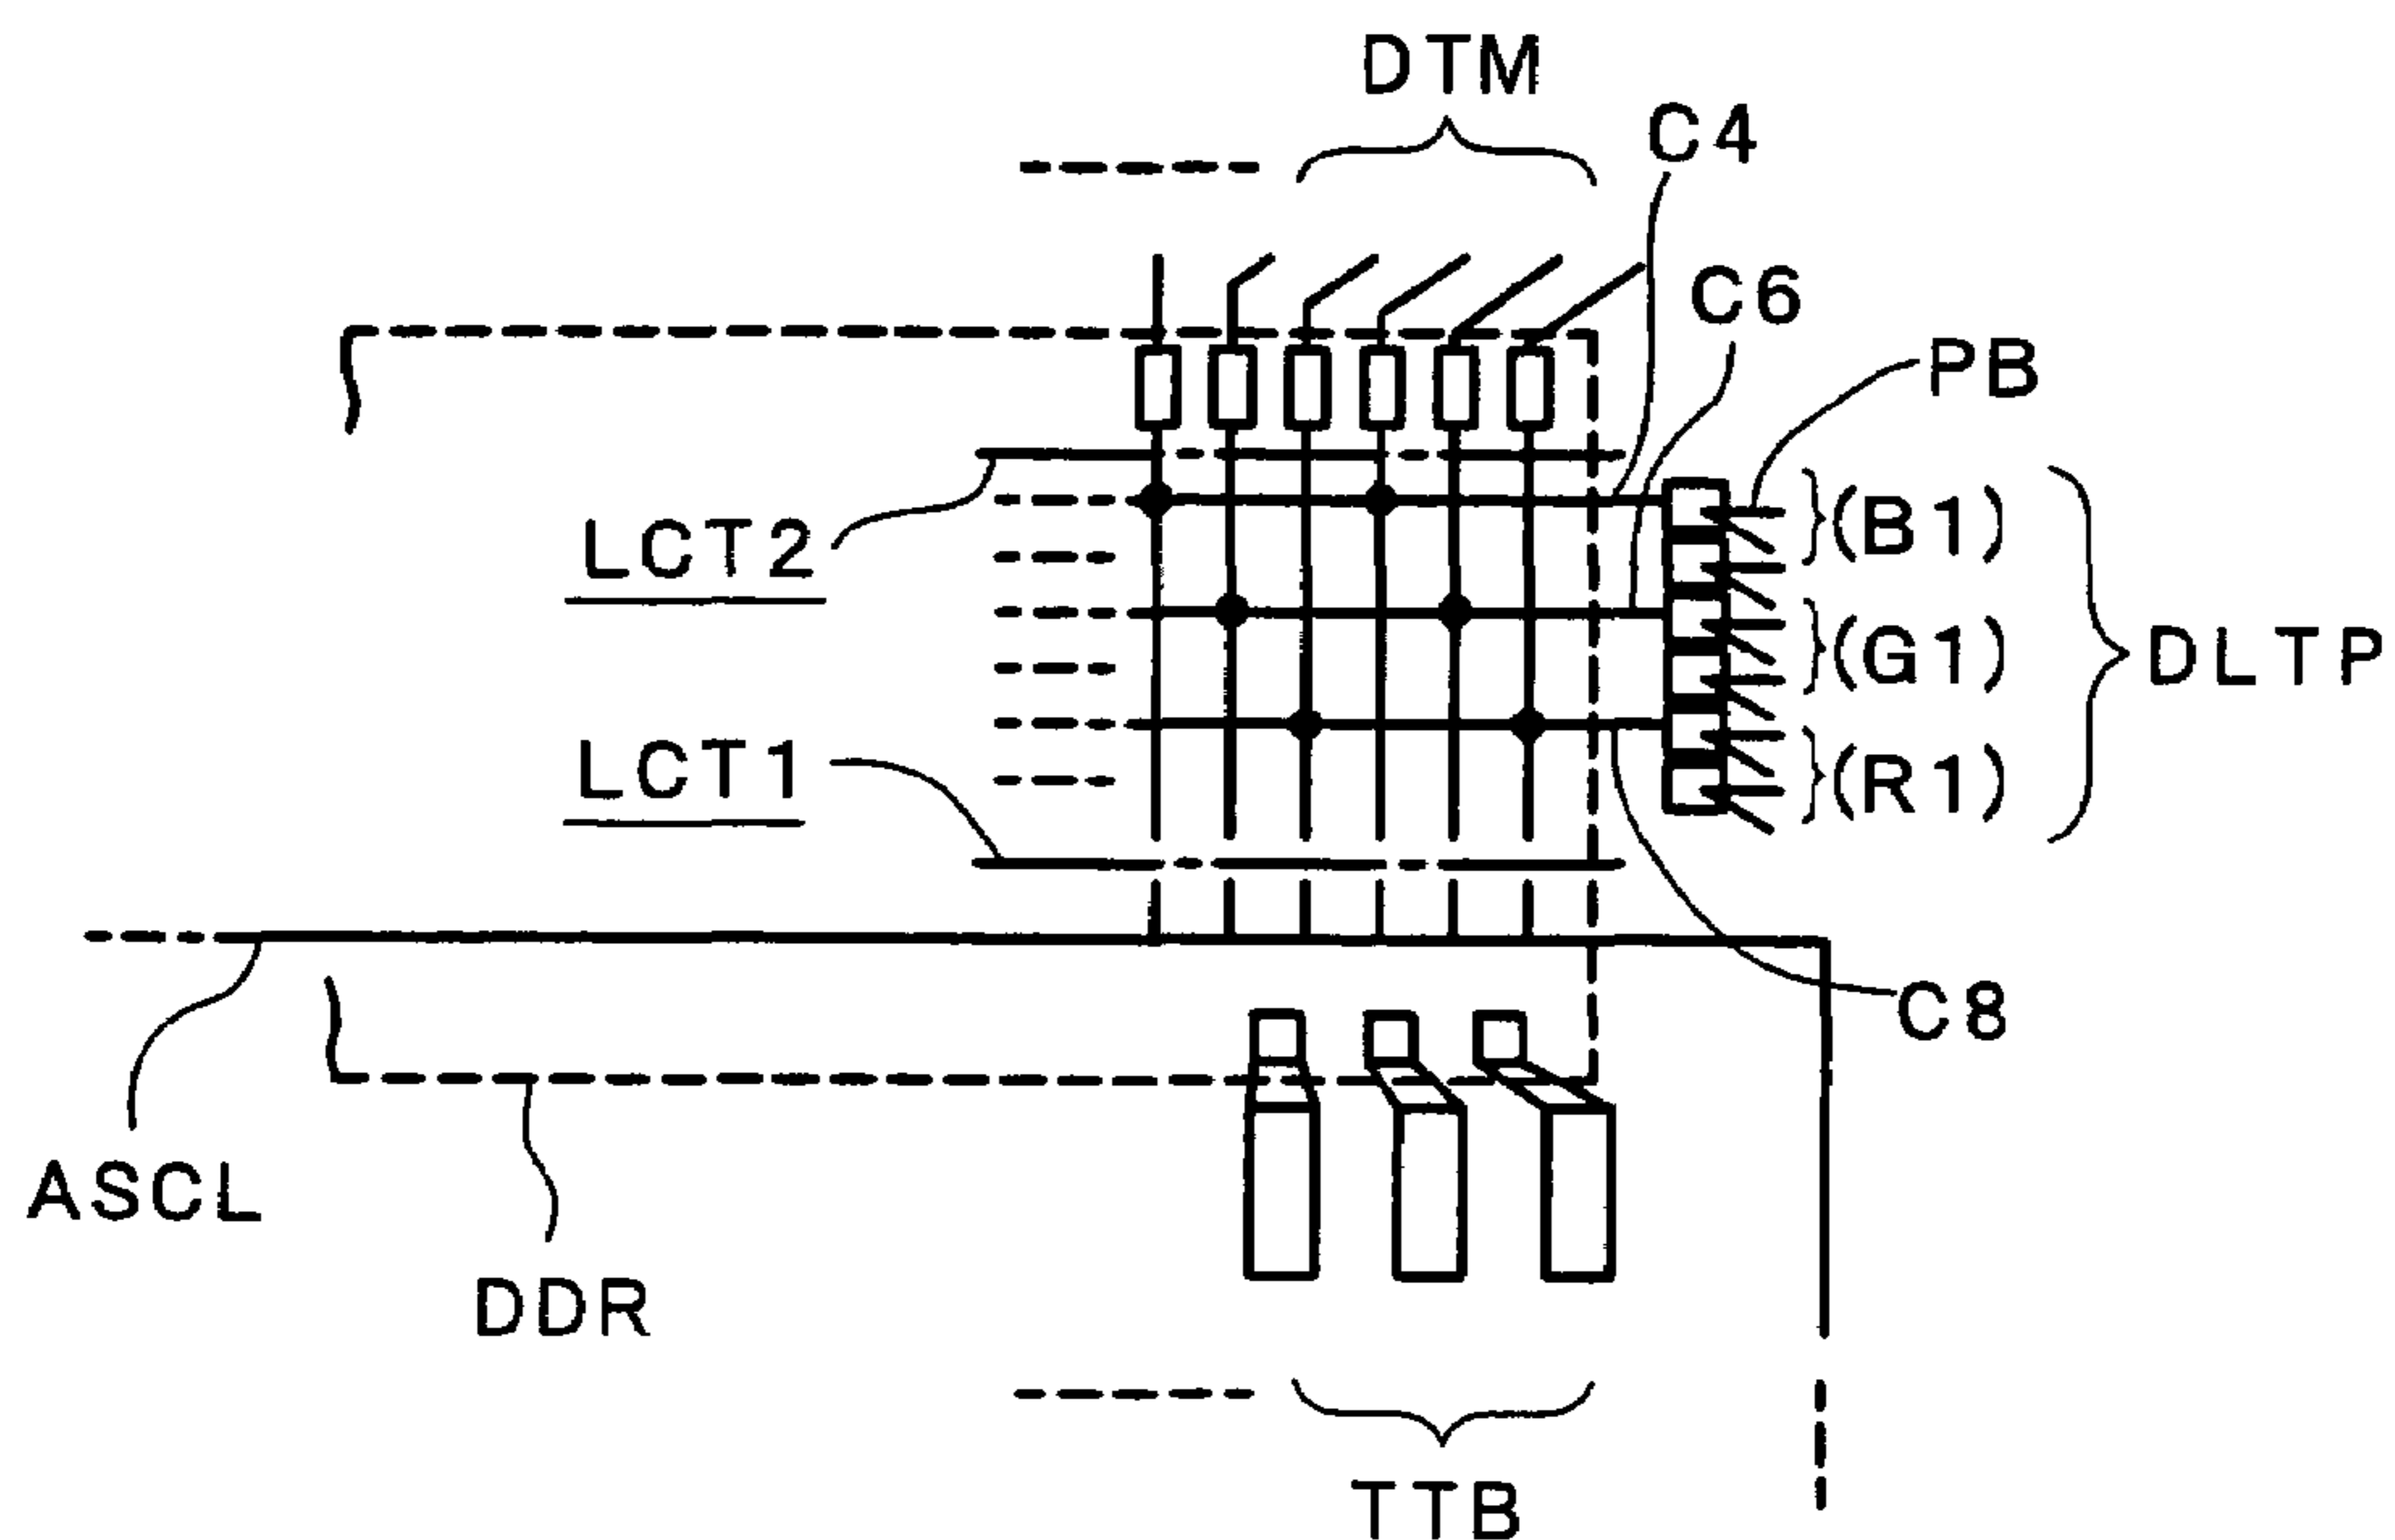 DTM
C4
C6
PB
LCT2
(B1)
(G1)
DLTP
LCT1
(R1)
C8
ASCL
DDR
TTB